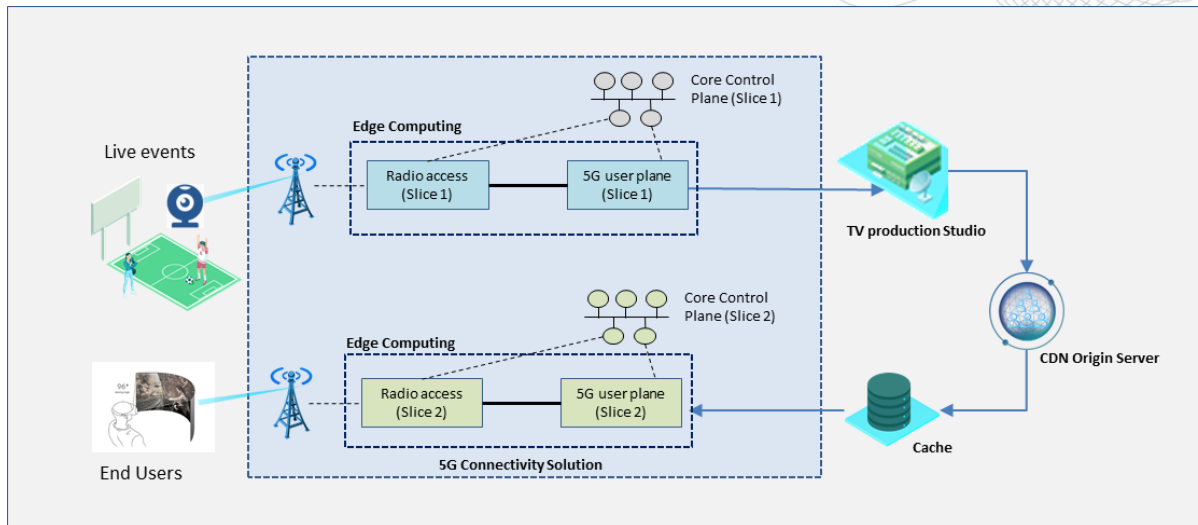 Core Control
Plane (Slice 1)
Edge Computing
Live events
Radio access
(Slice 1)
5G user plane
(Slice 1)
TV production Studio
Core Control
Plane (Slice 2)
Edge Computing
CDN Origin Server
96°
Radio access
(Slice 2)
5G user plane
(Slice 2)
Cache
End Users
5G Connectivity Solution